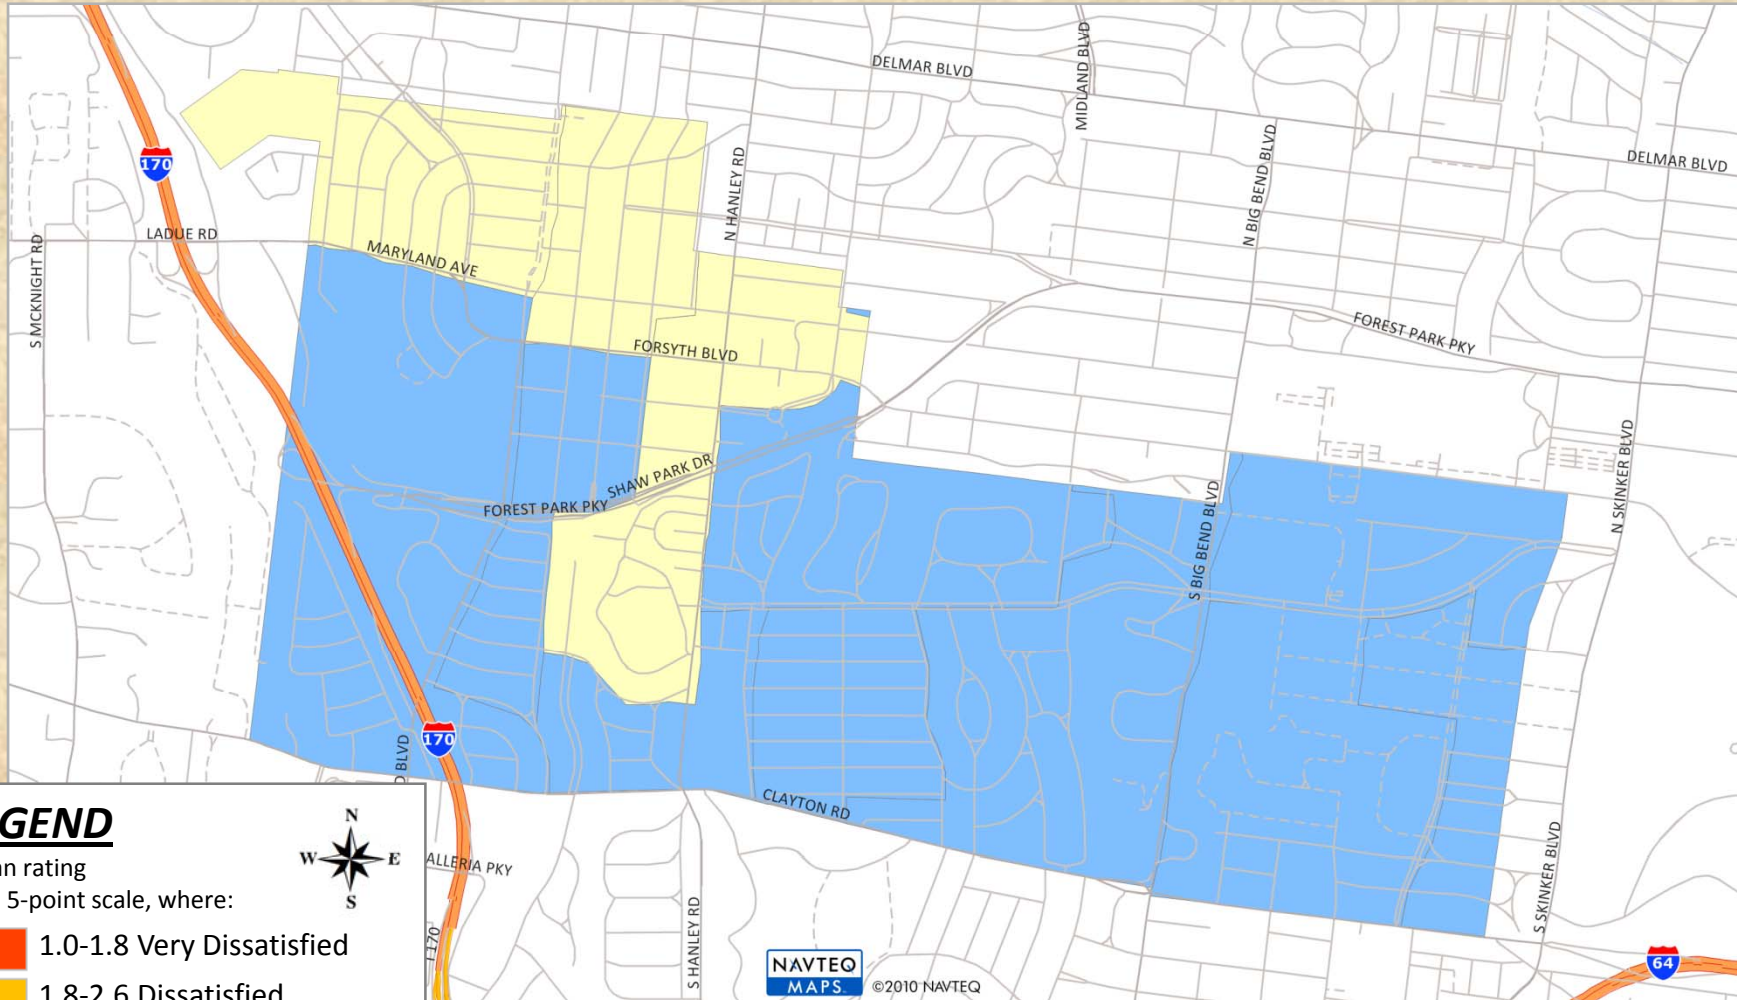 DELMAR BLVD
MIDLAND BLVD
DELMAR BLVD
N BIG BEND BLVD
N HANLEY RD
170
LADUE RD
S MCKNIGHT RD
MARYLAND AVE
FOREST PARK PKY
FORSYTH BLVD
N SKINKER BLVD
SHAW PARK DR
FOREST PARK PKY
S BIG BEND BLVD
170
D BLVD
CLAYTON RD
GEND
N
W E
S
an rating
5-point scale, where:
1.0-1.8 Very Dissatisfied
1.8-2.6 Dissatisfied
ALLERIA PKY
I 170
S HANLEY RD
S SKINKER BLVD
64
NAVTEQ
MAPS
©2010 NAVTEQ